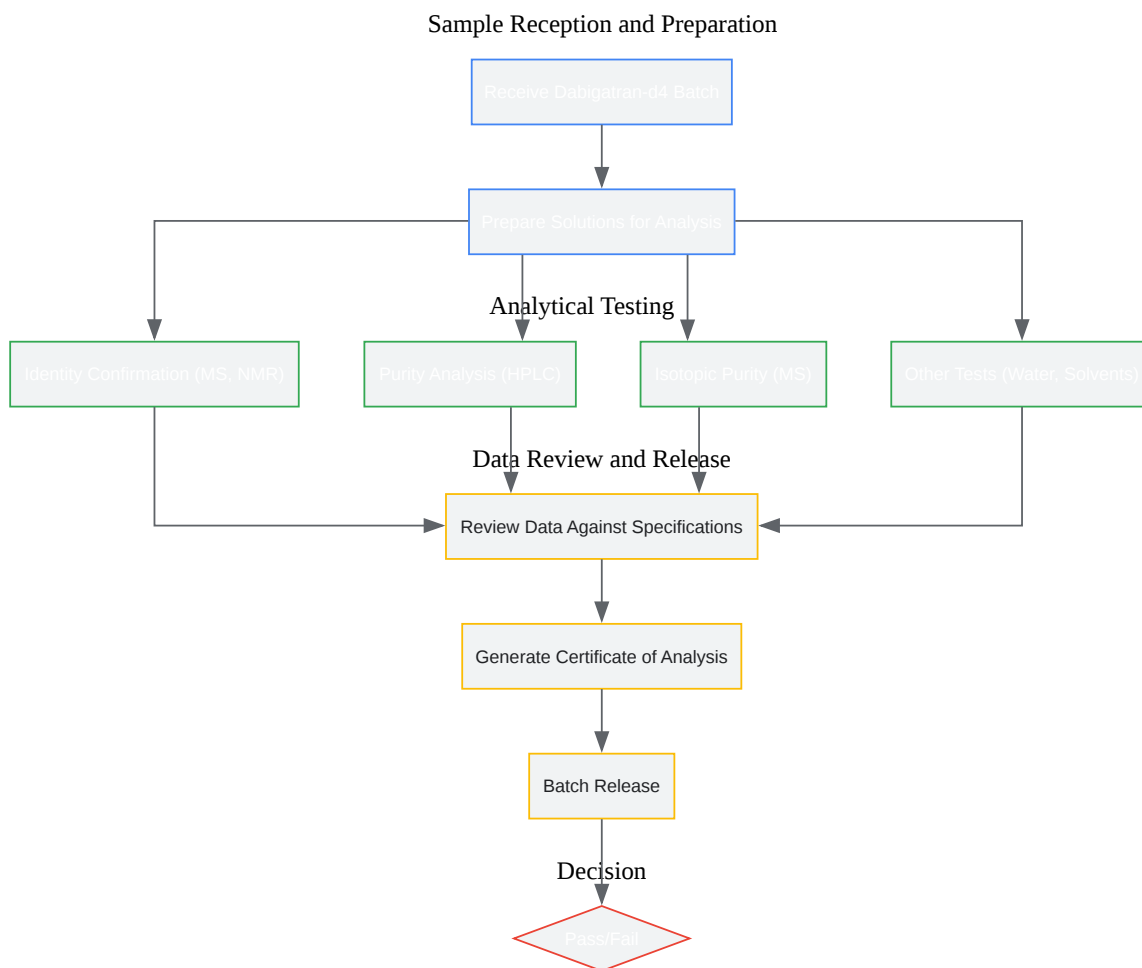 Sample Reception and Preparation
Receive Dabigatran-d4 Batch
Prepare Solutions for Analysis
Analytical Testing
Identity Confirmation (MS, NMR)
Purity Analysis (HPLC)
Isotopic Purity (MS)
Other Tests (Water, Solvents)
Data Review and Release
Review Data Against Specifications
Generate Certificate of Analysis
Batch Release
Decision
Pass/Fail